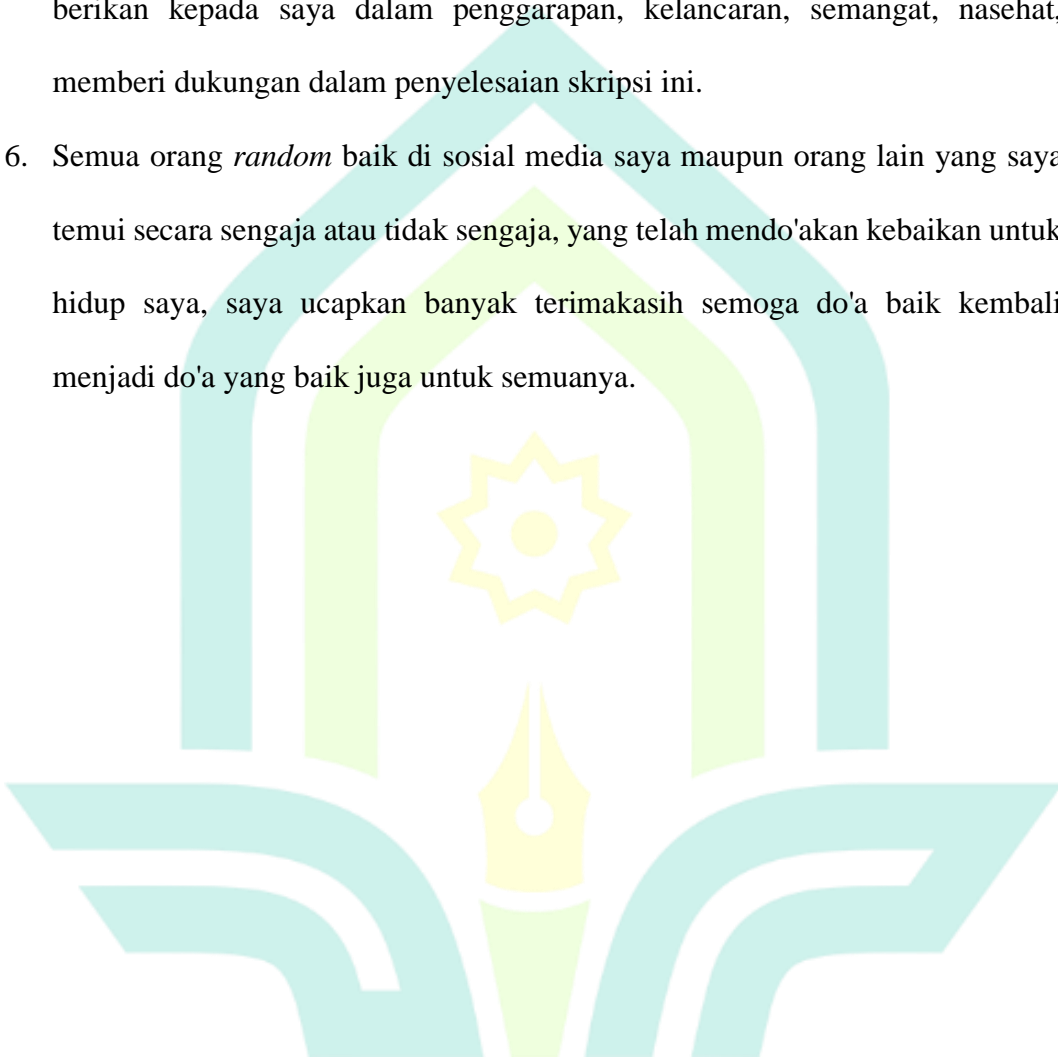 berikan kepada saya dalam penggarapan, kelancaran, semangat, nasehat,
memberi dukungan dalam penyelesaian skripsi ini.
6. Semua orang random baik di sosial media saya maupun orang lain yang saya
temui secara sengaja atau tidak sengaja, yang telah mendo'akan kebaikan untuk
hidup saya, saya ucapkan banyak terimakasih semoga do'a baik kembali
menjadi do'a yang baik juga untuk semuanya.